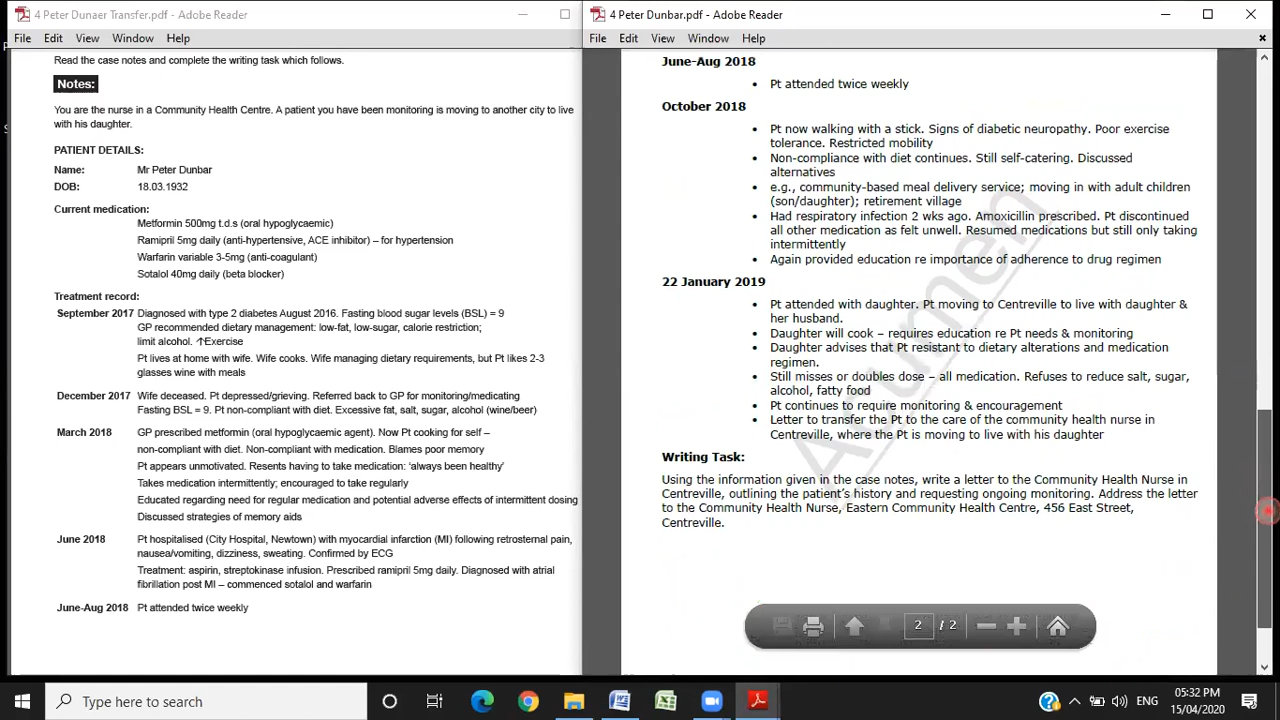 4 Peter Dunaer Transfer.pdf - Adobe Reader
File Edit View Window Help
Read the case notes and complete the writing task which follows.
Notes:
You are the nurse in a Community Health Centre. A patient you have been monitoring is moving to another city to live
with his daughter.
PATIENT DETAILS:
Name: Mr Peter Dunbar
DOB: 18.03.1932
Current medication:
Metformin 500mg t.d.s (oral hypoglycaemic)
Ramipril 5mg daily (anti-hypertensive, ACE inhibitor) – for hypertension
Warfarin variable 3-5mg (anti-coagulant)
Sotalol 40mg daily (beta blocker)
Treatment record:
September 2017 Diagnosed with type 2 diabetes August 2016. Fasting blood sugar levels (BSL) = 9
GP recommended dietary management: low-fat, low-sugar, calorie restriction;
limit alcohol. ↑Exercise
Pt lives at home with wife. Wife cooks. Wife managing dietary requirements, but Pt likes 2-3
glasses wine with meals
December 2017 Wife deceased. Pt depressed/grieving. Referred back to GP for monitoring/medicating
Fasting BSL = 9. Pt non-compliant with diet. Excessive fat, salt, sugar, alcohol (wine/beer)
March 2018 GP prescribed metformin (oral hypoglycaemic agent). Now Pt cooking for self –
non-compliant with diet. Non-compliant with medication. Blames poor memory
Pt appears unmotivated. Resents having to take medication: 'always been healthy'
Takes medication intermittently; encouraged to take regularly
Educated regarding need for regular medication and potential adverse effects of intermittent dosing
Discussed strategies of memory aids
June 2018 Pt hospitalised (City Hospital, Newtown) with myocardial infarction (MI) following retrosternal pain,
nausea/vomiting, dizziness, sweating. Confirmed by ECG
Treatment: aspirin, streptokinase infusion. Prescribed ramipril 5mg daily. Diagnosed with atrial
fibrillation post MI – commenced sotalol and warfarin
June-Aug 2018 Pt attended twice weekly
4 Peter Dunbar.pdf - Adobe Reader
File Edit View Window Help
June-Aug 2018
• Pt attended twice weekly
October 2018
• Pt now walking with a stick. Signs of diabetic neuropathy. Poor exercise
tolerance. Restricted mobility
• Non-compliance with diet continues. Still self-catering. Discussed
alternatives
• e.g., community-based meal delivery service; moving in with adult children
(son/daughter); retirement village
• Had respiratory infection 2 wks ago. Amoxicillin prescribed. Pt discontinued
all other medication as felt unwell. Resumed medications but still only taking
intermittently
• Again provided education re importance of adherence to drug regimen
22 January 2019
• Pt attended with daughter. Pt moving to Centreville to live with daughter &
her husband.
• Daughter will cook – requires education re Pt needs & monitoring
• Daughter advises that Pt resistant to dietary alterations and medication
regimen.
• Still misses or doubles dose – all medication. Refuses to reduce salt, sugar,
alcohol, fatty food
• Pt continues to require monitoring & encouragement
• Letter to transfer the Pt to the care of the community health nurse in
Centreville, where the Pt is moving to live with his daughter
Writing Task:
Using the information given in the case notes, write a letter to the Community Health Nurse in
Centreville, outlining the patient's history and requesting ongoing monitoring. Address the letter
to the Community Health Nurse, Eastern Community Health Centre, 456 East Street,
Centreville.
Acumen
2 / 2
Type here to search
ENG
05:32 PM
15/04/2020